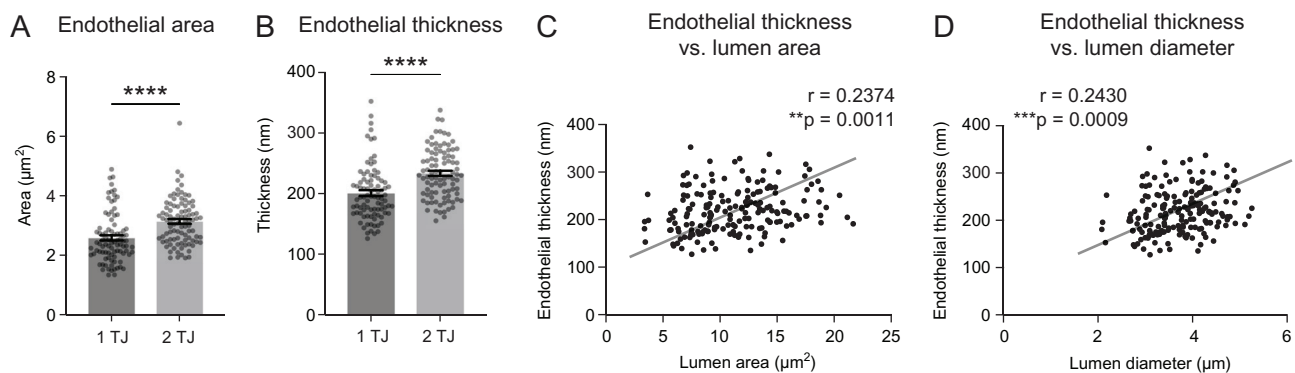 A Endothelial area
Area (µm²)
8
6
4
2
0
****
1 TJ 2 TJ
B Endothelial thickness
Thickness (nm)
400
300
200
100
0
****
1 TJ 2 TJ
C Endothelial thickness
vs. lumen area
r = 0.2374
**p = 0.0011
Endothelial thickness (nm)
400
300
200
100
0
0 5 10 15 20 25
Lumen area (µm²)
D Endothelial thickness
vs. lumen diameter
r = 0.2430
***p = 0.0009
Endothelial thickness (nm)
400
300
200
100
0
0 2 4 6
Lumen diameter (µm)